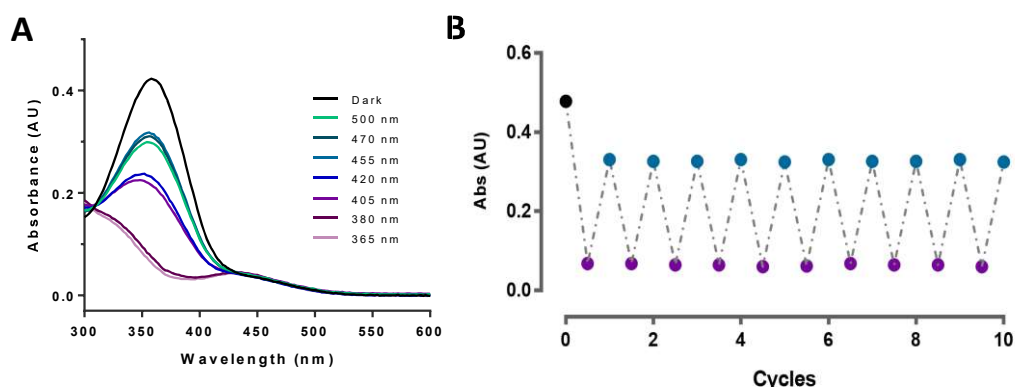 A
Absorbance (AU)
0.4
0.2
0.0
300 350 400 450 500 550 600
Wavelength (nm)
Dark
500 nm
470 nm
455 nm
420 nm
405 nm
380 nm
365 nm
B
Abs (AU)
0.6
0.4
0.2
0.0
0 2 4 6 8 10
Cycles